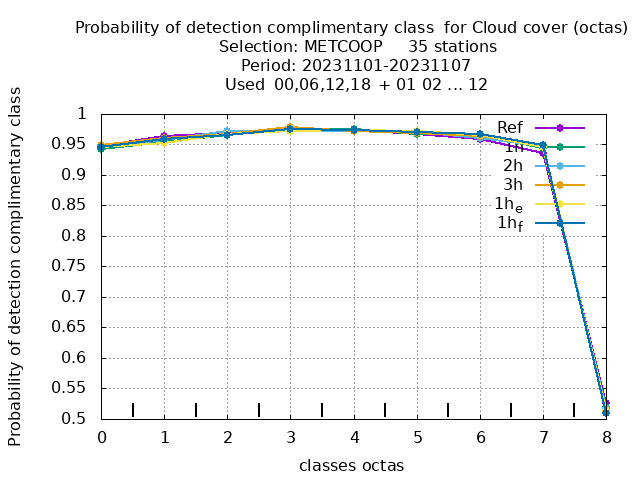 Probability of detection complimentary class for Cloud cover (octas)
Selection: METCOOP 35 stations
Period: 20231101-20231107
Used 00,06,12,18 + 01 02 ... 12
Probability of detection complimentary class
1
0.95
0.9
0.85
0.8
0.75
0.7
0.65
0.6
0.55
0.5
Ref
1h
2h
3h
1he
1hf
0 1 2 3 4 5 6 7 8
classes octas